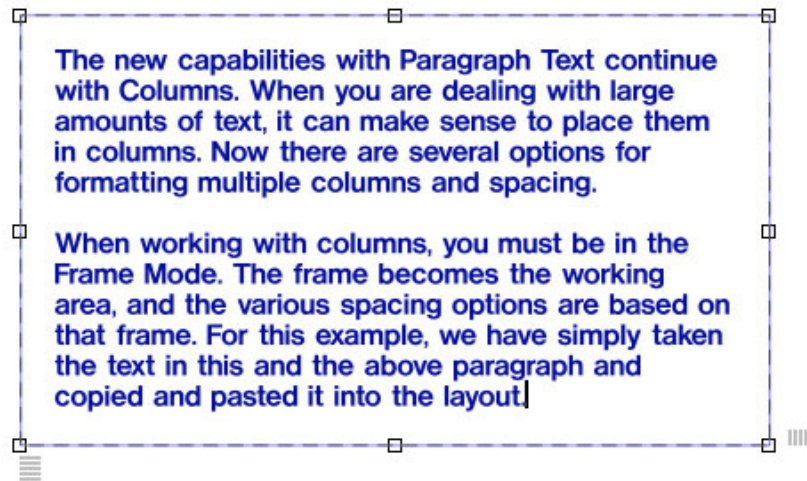 The new capabilities with Paragraph Text continue
with Columns. When you are dealing with large
amounts of text, it can make sense to place them
in columns. Now there are several options for
formatting multiple columns and spacing.
When working with columns, you must be in the
Frame Mode. The frame becomes the working
area, and the various spacing options are based on
that frame. For this example, we have simply taken
the text in this and the above paragraph and
copied and pasted it into the layout.